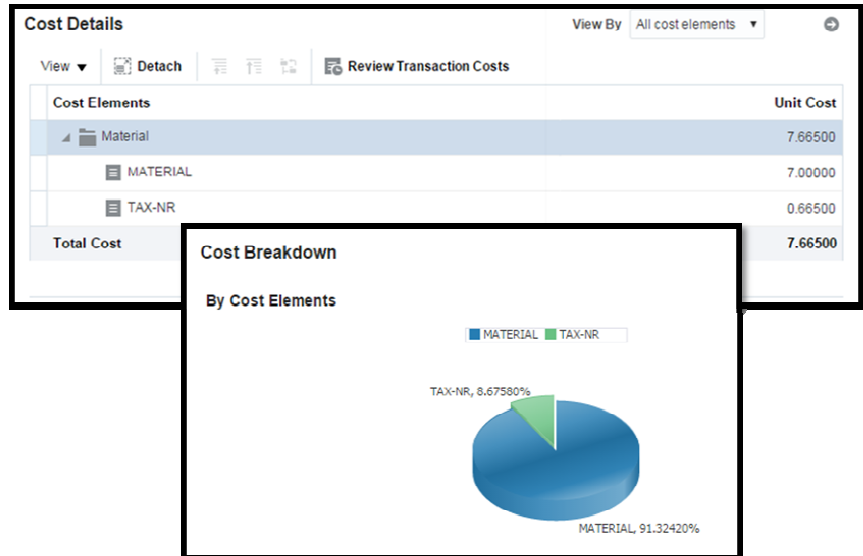 Cost Details View By All cost elements
View Detach Review Transaction Costs
Cost Elements Unit Cost
Material 7.66500
MATERIAL 7.00000
TAX-NR 0.66500
Total Cost 7.66500
Cost Breakdown
By Cost Elements
MATERIAL TAX-NR
TAX-NR, 8.67580%
MATERIAL, 91.32420%